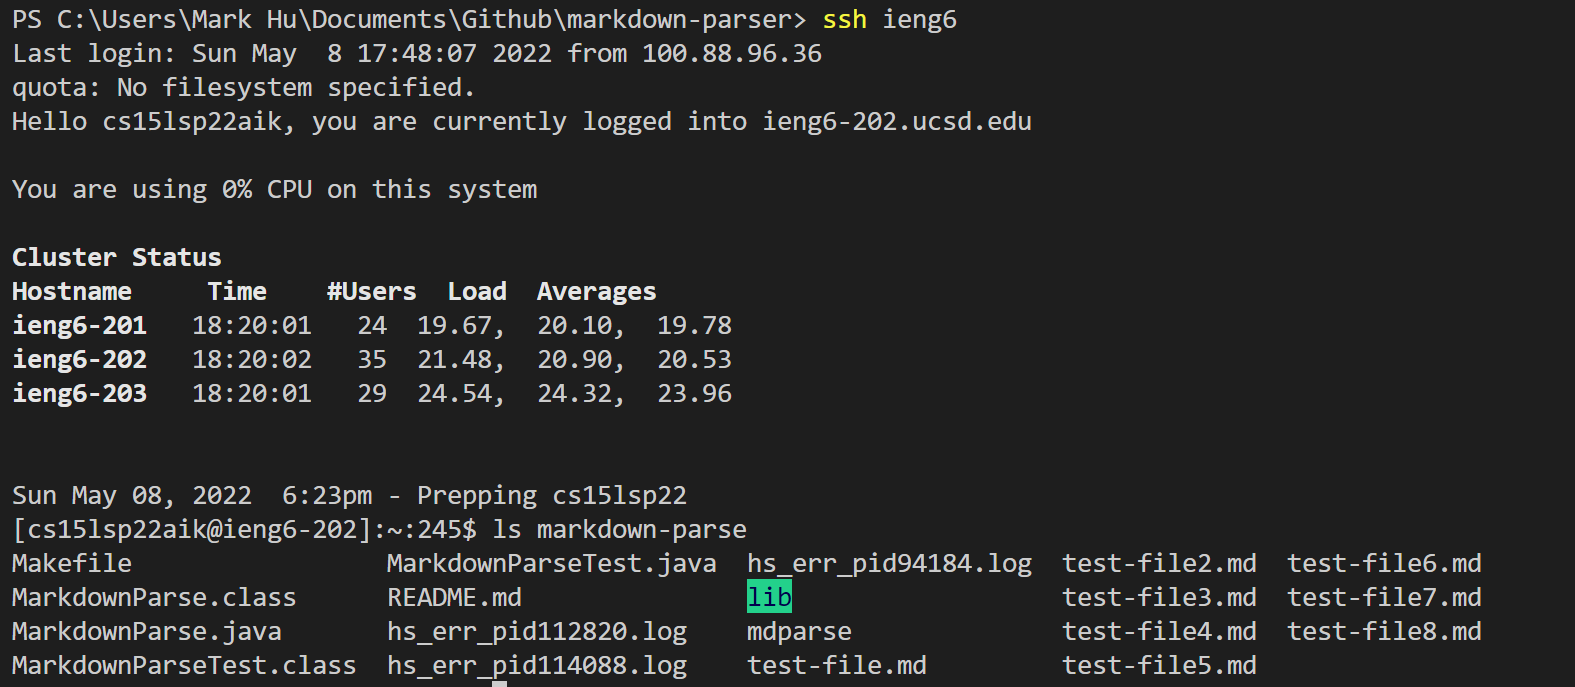 PS C:\Users\Mark Hu\Documents\Github\markdown-parser> ssh ieng6
Last login: Sun May  8 17:48:07 2022 from 100.88.96.36
quota: No filesystem specified.
Hello cs15lsp22aik, you are currently logged into ieng6-202.ucsd.edu
You are using 0% CPU on this system
Cluster Status
Hostname     Time    #Users  Load  Averages
ieng6-201   18:20:01   24  19.67,  20.10,  19.78
ieng6-202   18:20:02   35  21.48,  20.90,  20.53
ieng6-203   18:20:01   29  24.54,  24.32,  23.96
Sun May 08, 2022  6:23pm - Prepping cs15lsp22
[cs15lsp22aik@ieng6-202]:~:245$ ls markdown-parse
Makefile                 MarkdownParseTest.java  hs_err_pid94184.log  test-file2.md  test-file6.md
MarkdownParse.class      README.md               lib                  test-file3.md  test-file7.md
MarkdownParse.java       hs_err_pid112820.log    mdparse              test-file4.md  test-file8.md
MarkdownParseTest.class  hs_err_pid114088.log    test-file.md         test-file5.md